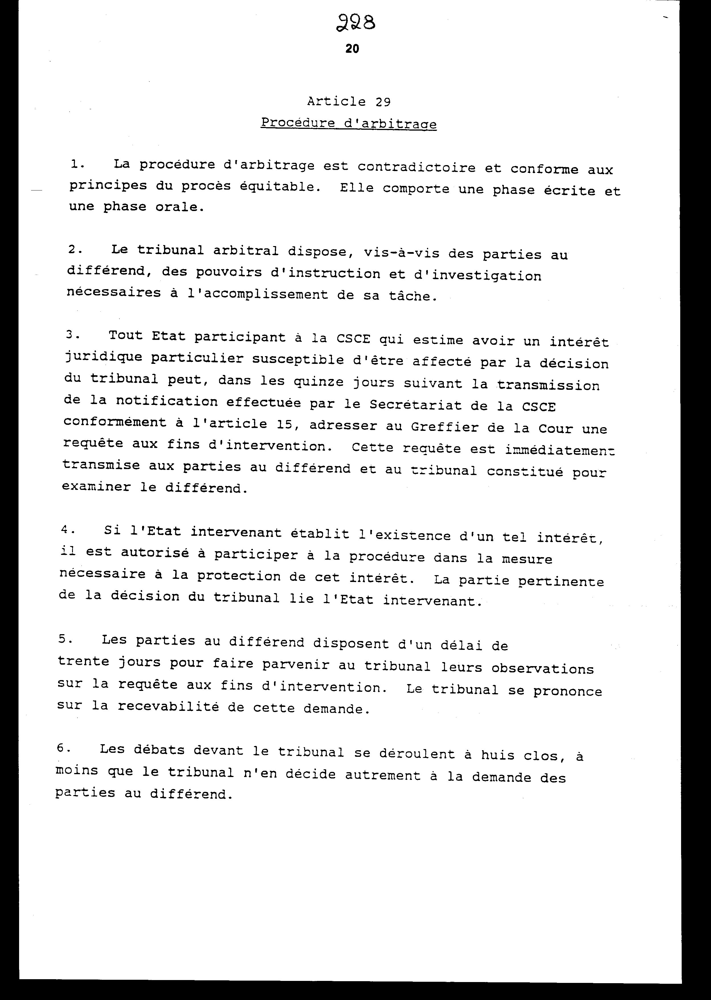 228
20
Article 29
Procédure d'arbitrage
1. La procédure d'arbitrage est contradictoire et conforme aux
principes du procès équitable. Elle comporte une phase écrite et
une phase orale.
2. Le tribunal arbitral dispose, vis-à-vis des parties au
différend, des pouvoirs d'instruction et d'investigation
nécessaires à l'accomplissement de sa tâche.
3. Tout Etat participant à la CSCE qui estime avoir un intérêt
juridique particulier susceptible d'être affecté par la décision
du tribunal peut, dans les quinze jours suivant la transmission
de la notification effectuée par le Secrétariat de la CSCE
conformément à l'article 15, adresser au Greffier de la Cour une
requête aux fins d'intervention. Cette requête est immédiatement
transmise aux parties au différend et au tribunal constitué pour
examiner le différend.
4. Si l'Etat intervenant établit l'existence d'un tel intérêt,
il est autorisé à participer à la procédure dans la mesure
nécessaire à la protection de cet intérêt. La partie pertinente
de la décision du tribunal lie l'Etat intervenant.
5. Les parties au différend disposent d'un délai de
trente jours pour faire parvenir au tribunal leurs observations
sur la requête aux fins d'intervention. Le tribunal se prononce
sur la recevabilité de cette demande.
6. Les débats devant le tribunal se déroulent à huis clos, à
moins que le tribunal n'en décide autrement à la demande des
parties au différend.